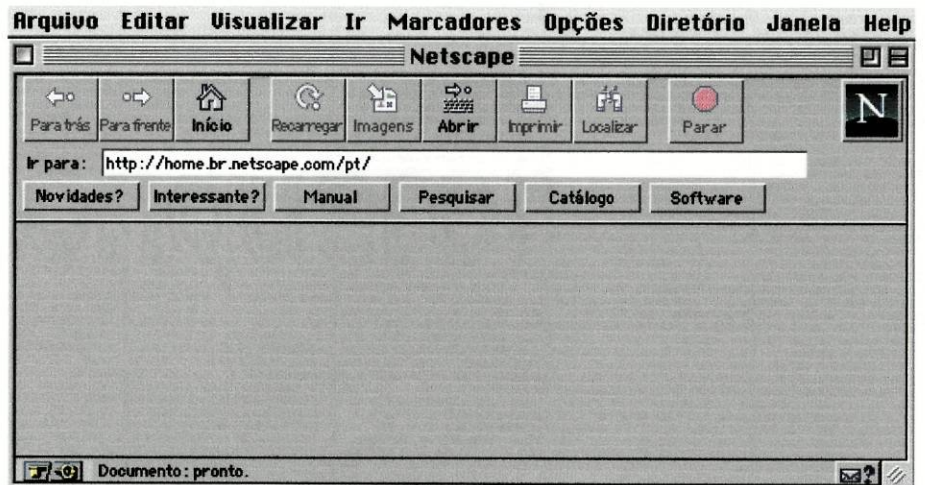 Arquivo Editar Visualizar Ir Marcadores Opções Diretório Janela Help
Netscape
Para trás Para frente Início Recarregar Imagens Abrir Imprimir Localizar Parar N
Ir para: http://home.br.netscape.com/pt/
Novidades? Interessante? Manual Pesquisar Catálogo Software
Documento: pronto.
?